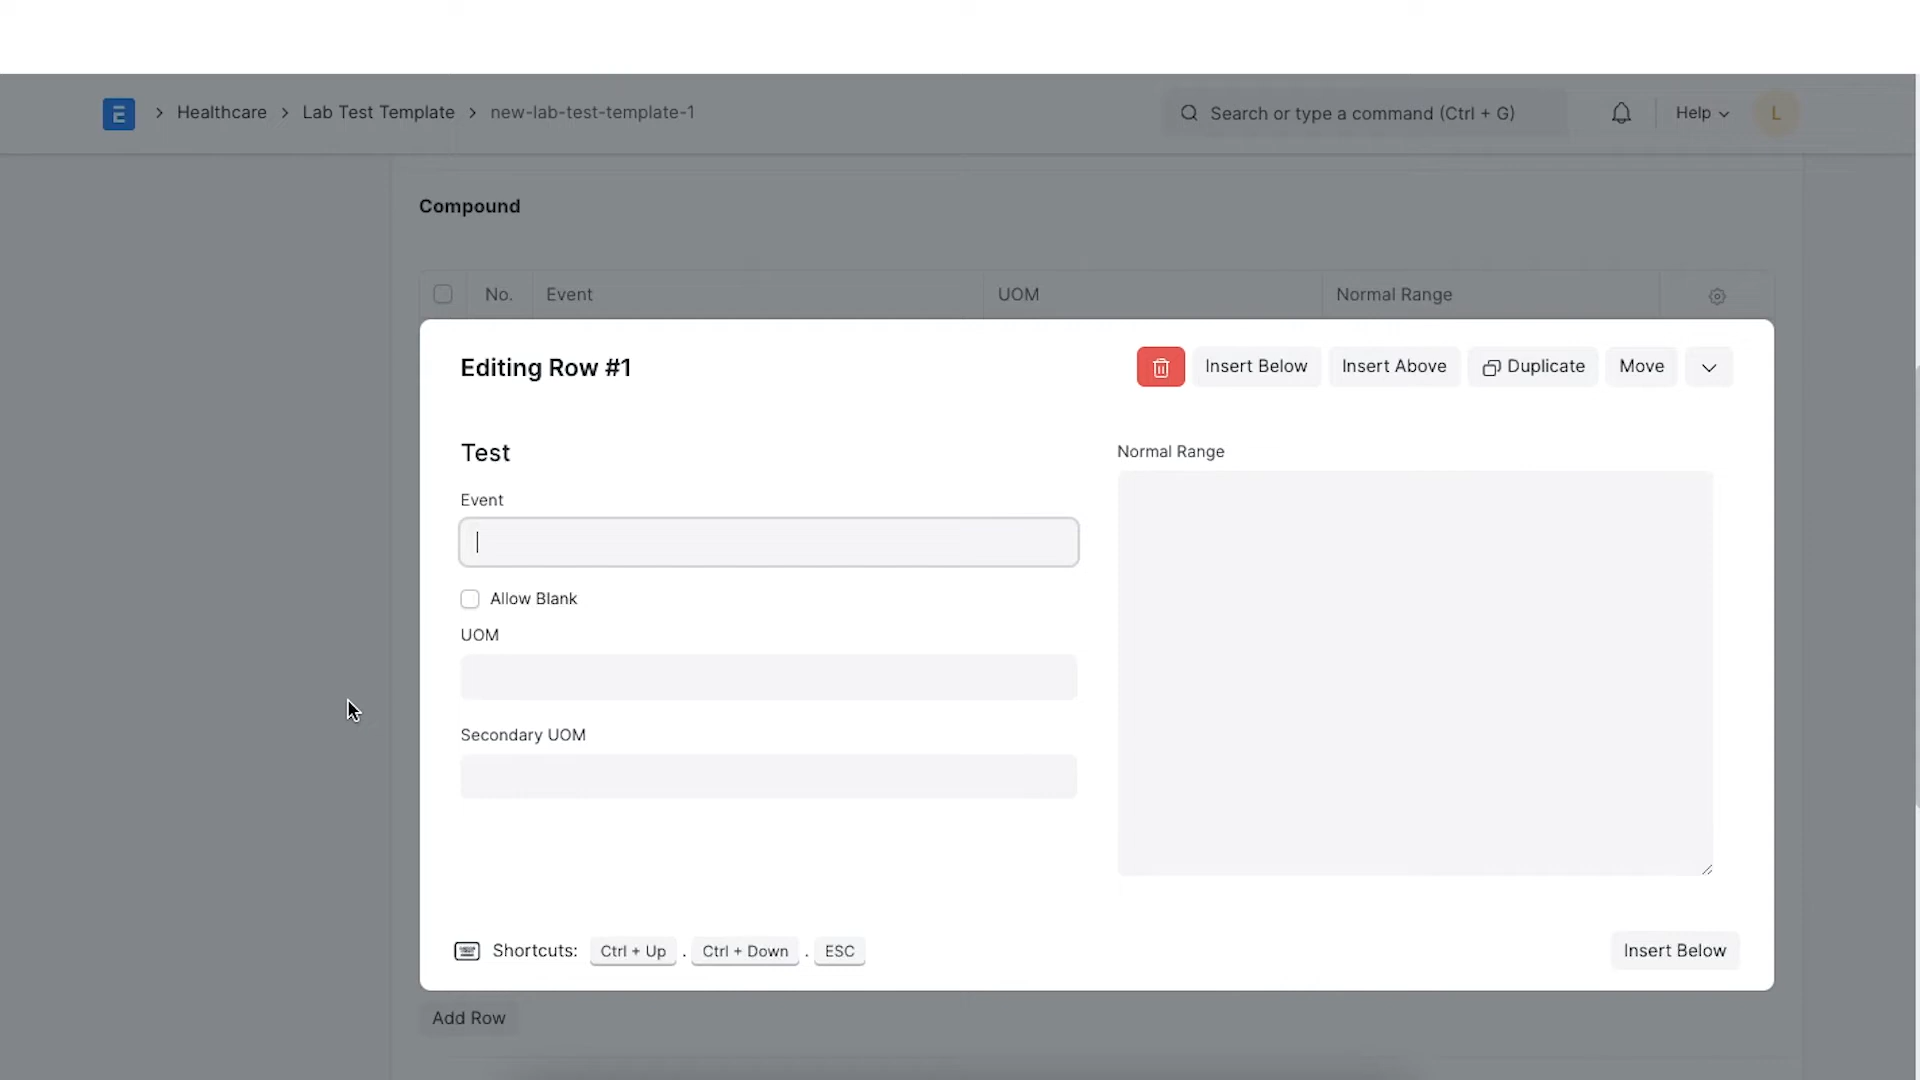 E > Healthcare > Lab Test Template > new-lab-test-template-1 Search or type a command (Ctrl + G) Help L
Compound
No. Event UOM Normal Range
Editing Row #1 Insert Below Insert Above Duplicate Move
Test
Event
Allow Blank
UOM
Secondary UOM
Normal Range
Shortcuts: Ctrl + Up . Ctrl + Down . ESC Insert Below
Add Row